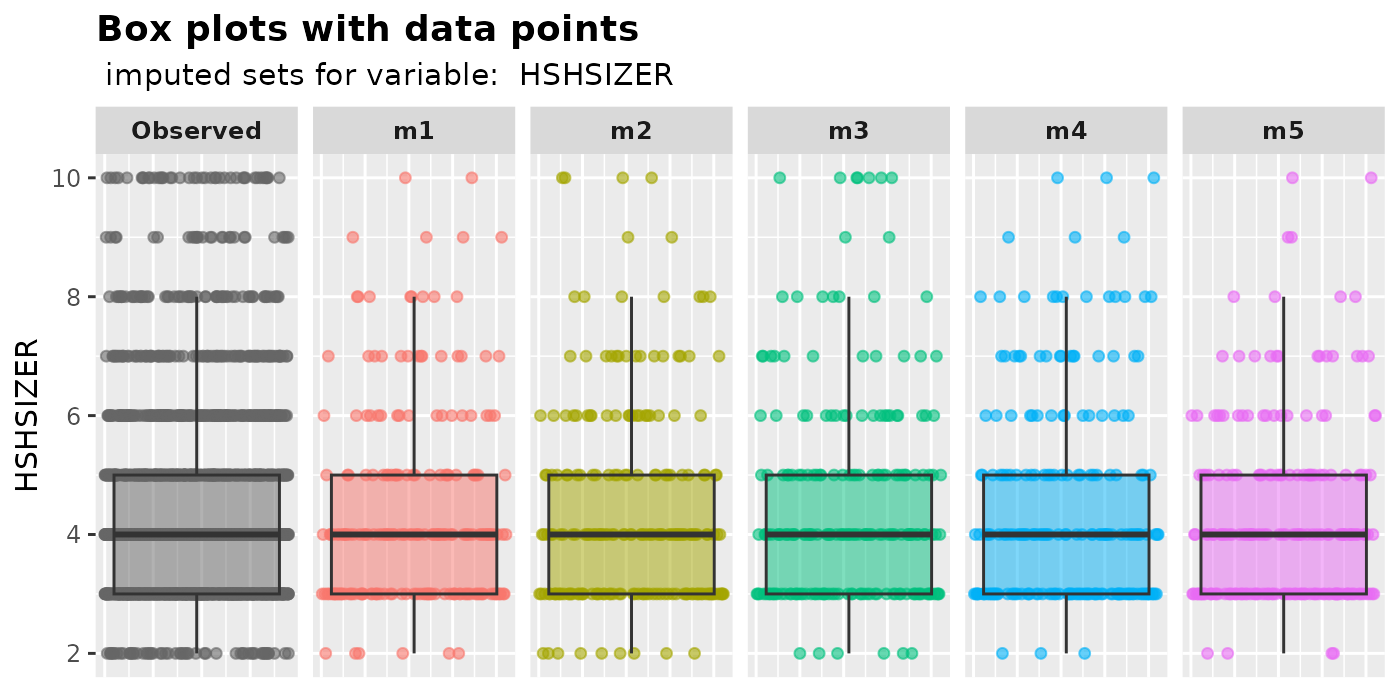 Box plots with data points
imputed sets for variable:  HSHSIZER
Observed m1 m2 m3 m4 m5
10
8
6
4
2
HSHSIZER